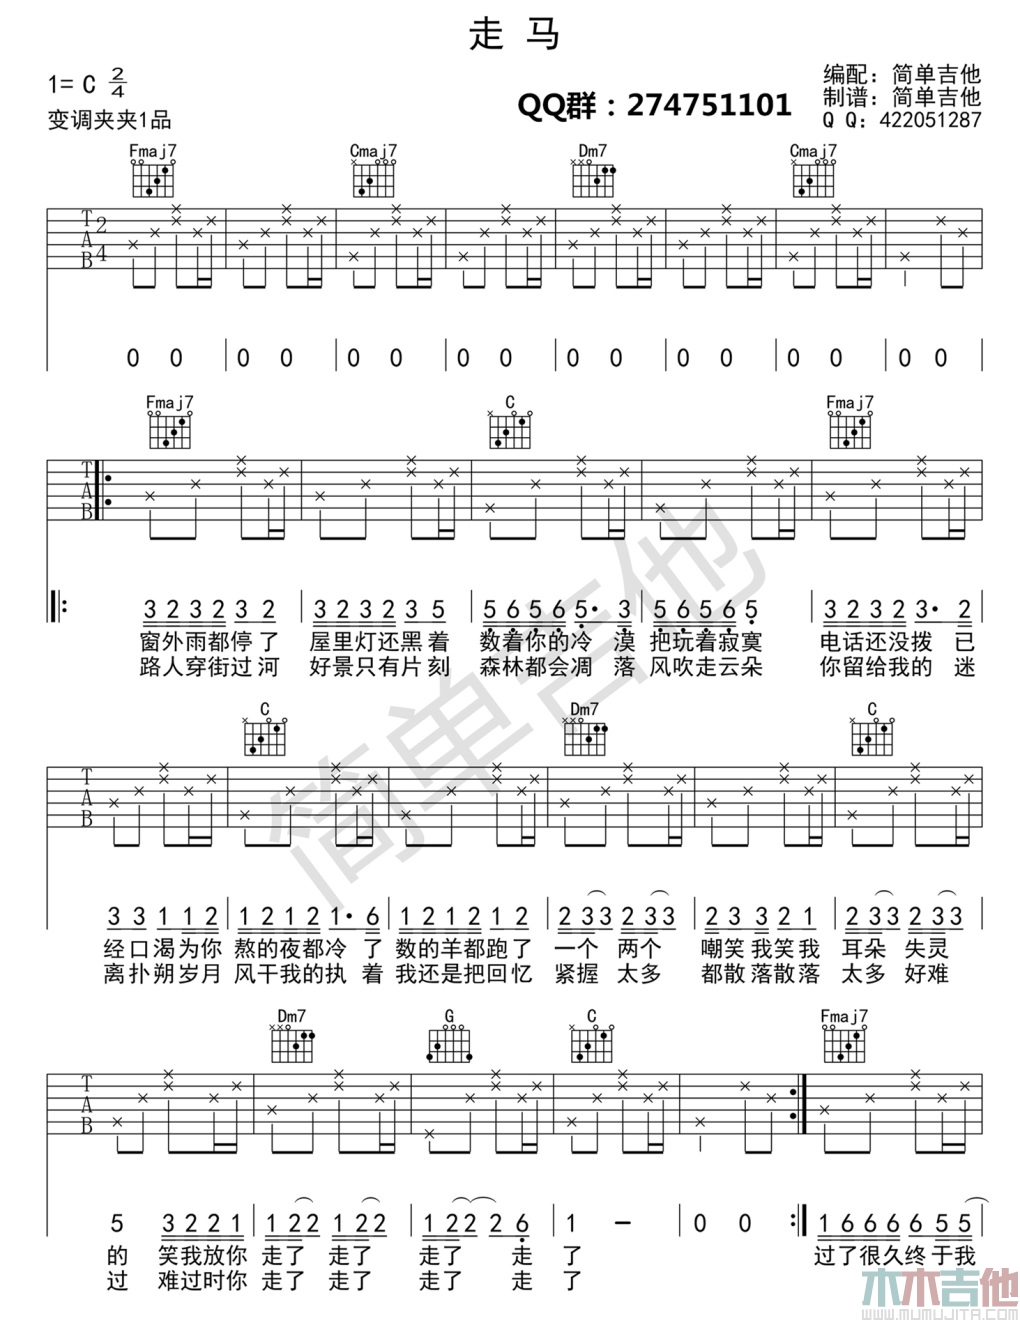 走 马
1= C 2/4
变调夹夹1品
QQ群：274751101
编配：简单吉他
制谱：简单吉他
Q Q：422051287
Fmaj7 Cmaj7 Dm7 Cmaj7
T A B 2 4
0 0 0 0 0 0 0 0 0 0 0 0 0 0 0 0
Fmaj7 C Fmaj7
T A B
3 2 3 2 3 2 3 2 3 2 3 5 5 6 5 6 5· 3 5 6 5 6 5 3 2 3 2 3· 2
窗外雨都停了 屋里灯还黑着 数着你的冷 漠 把玩着寂寞 电话还没拨 已
路人穿街过河 好景只有片刻 森林都会凋 落 风吹走云朵 你留给我的 迷
C Dm7 C
T A B
3 3 1 1 2 1 2 1 2 1· 6 1 2 1 2 1 2 2 3 3 2 3 3 2 3 3 2 1 2 3 3 2 3 3
经口渴为你 熬的夜都冷 了 数的羊都跑了 一个 两个 嘲笑我笑我 耳朵 失灵
离扑朔岁月 风干我的执 着 我还是把回忆 紧握 太多 都散落散落 太多 好难
Dm7 G C Fmaj7
T A B
5 3 2 2 1 1 2 2 1 2 2 1 2 2 2 2 6 1 – 0 0 :‖ 1 6 6 6 6 5 5
的 笑我放你 走了 走了 走了 走 了 过了很久终于我
过 难过时你 走了 走了 走了 走 了
简单吉他
木木吉他
WWW.MUMUJITA.COM